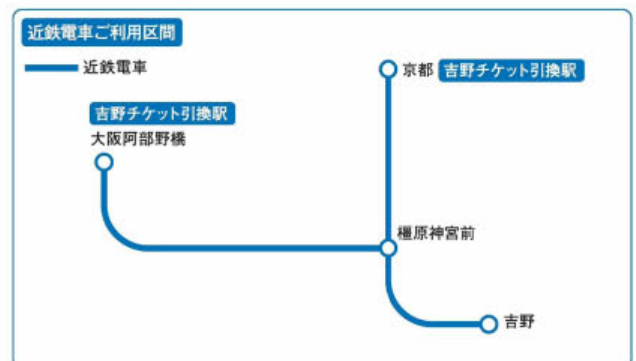 近鉄電車ご利用区間
近鉄電車
京都 吉野チケット引換駅
吉野チケット引換駅
大阪阿部野橋
橿原神宮前
吉野